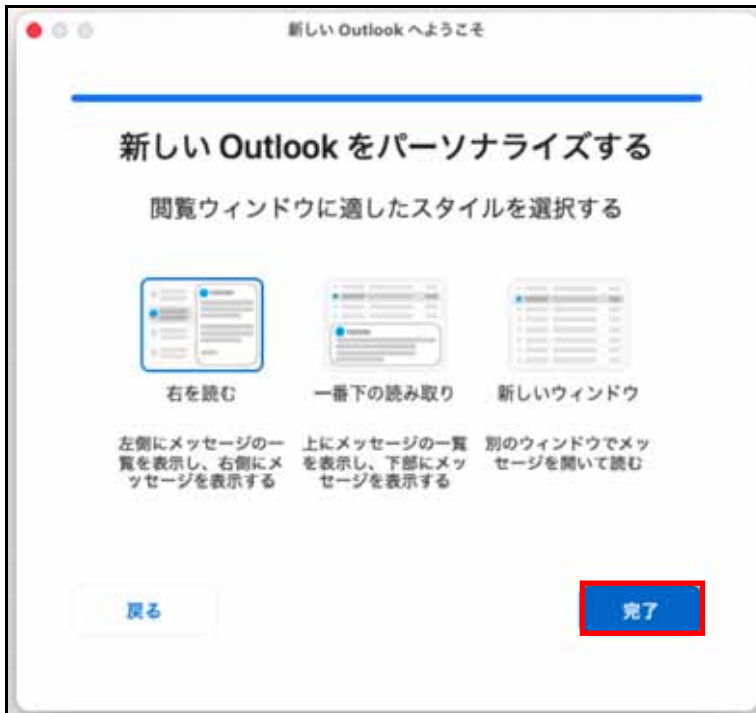 新しい Outlook へようこそ
新しい Outlook をパーソナライズする
閲覧ウィンドウに適したスタイルを選択する
右を読む
左側にメッセージの一
覧を表示し、右側にメ
ッセージを表示する
一番下の読み取り
上にメッセージの一覧
を表示し、下部にメッ
セージを表示する
新しいウィンドウ
別のウィンドウでメッ
セージを開いて読む
戻る
完了